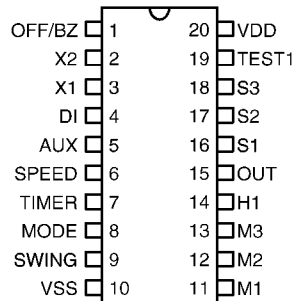 OFF/BZ 1 20 VDD
X2 2 19 TEST1
X1 3 18 S3
DI 4 17 S2
AUX 5 16 S1
SPEED 6 15 OUT
TIMER 7 14 H1
MODE 8 13 M3
SWING 9 12 M2
VSS 10 11 M1